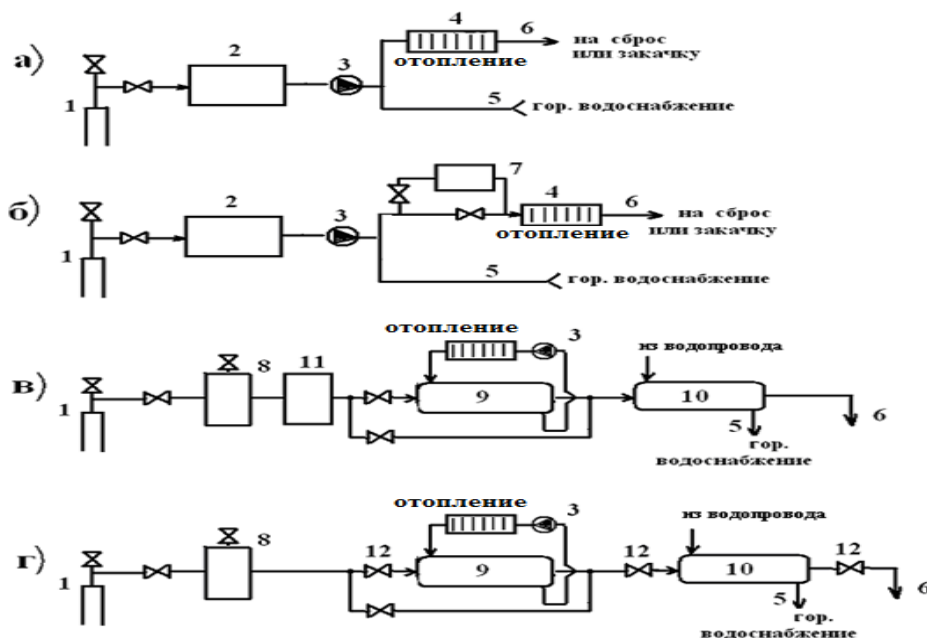 а)
1
2
3
4
отопление
6
на сброс
или закачку
5
гор. водоснабжение
б)
1
2
3
7
4
отопление
6
на сброс
или закачку
5
гор. водоснабжение
в)
1
8
11
отопление
3
9
из водопровода
10
5
гор.
водоснабжение
6
г)
1
8
12
отопление
3
9
12
из водопровода
10
12
5
гор.
водоснабжение
6